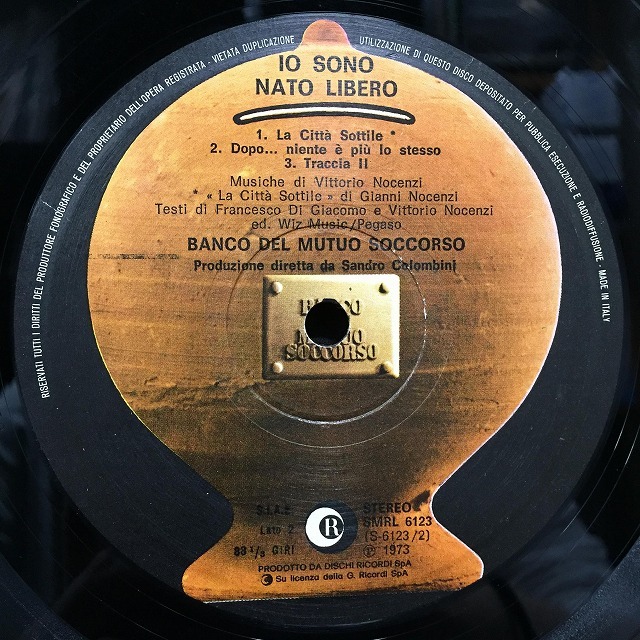 RISERVATI TUTTI I DIRITTI DEL PRODUTTORE FONOGRAFICO E DEL PROPRIETARIO DELL'OPERA REGISTRATA - VIETATA DUPLICAZIONE
UTILIZZAZIONE DI QUESTO DISCO DEPOSITATO PER PUBBLICA ESECUZIONE E RADIODIFFUSIONE - MADE IN ITALY
IO SONO
NATO LIBERO
1. La Città Sottile *
2. Dopo... niente è più lo stesso
3. Traccia II
Musiche di Vittorio Nocenzi
« La Città Sottile » di Gianni Nocenzi
Testi di Francesco Di Giacomo e Vittorio Nocenzi
ed. Wiz Music/Pegaso
BANCO DEL MUTUO SOCCORSO
Produzione diretta da Sandro Colombini
SOCCORSO
S.I.A.E.
Lato 2
33 1/3 GIRI
R
STEREO
SMRL 6123
(S-6123/2)
℗ 1973
PRODOTTO DA DISCHI RICORDI SpA
Su licenza della G. Ricordi SpA